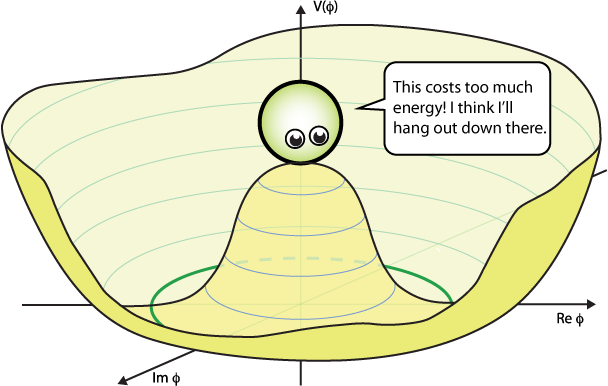 V(ϕ)
This costs too much
energy! I think I’ll
hang out down there.
Re ϕ
Im ϕ